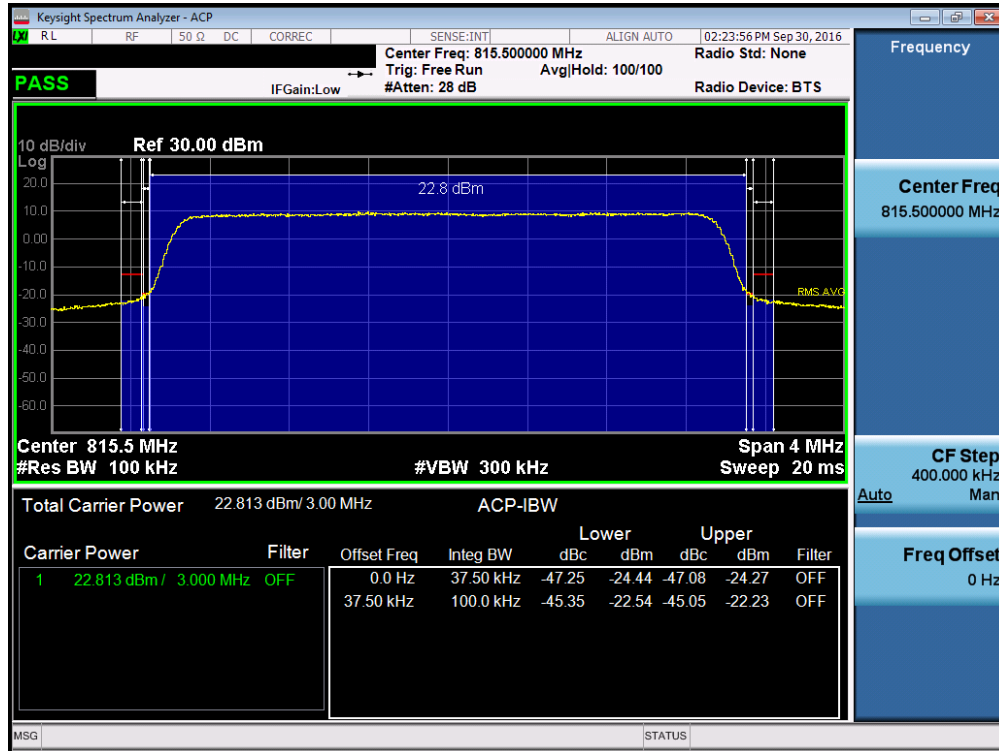 Keysight Spectrum Analyzer - ACP
LXI RL RF 50 Ω DC CORREC SENSE:INT ALIGN AUTO 02:23:56 PM Sep 30, 2016
Center Freq: 815.500000 MHz Radio Std: None
Trig: Free Run Avg|Hold: 100/100
PASS IFGain:Low #Atten: 28 dB Radio Device: BTS
Frequency
10 dB/div Ref 30.00 dBm
Log
20.0 22.8 dBm
10.0
0.00
-10.0
-20.0 RMS AVG
-30.0
-40.0
-50.0
-60.0
Center 815.5 MHz Span 4 MHz
#Res BW 100 kHz #VBW 300 kHz Sweep 20 ms
Center Freq
815.500000 MHz
CF Step
400.000 kHz
Auto Man
Freq Offset
0 Hz
Total Carrier Power 22.813 dBm/ 3.00 MHz ACP-IBW
Lower Upper
Carrier Power Filter Offset Freq Integ BW dBc dBm dBc dBm Filter
1 22.813 dBm / 3.000 MHz OFF 0.0 Hz 37.50 kHz -47.25 -24.44 -47.08 -24.27 OFF
37.50 kHz 100.0 kHz -45.35 -22.54 -45.05 -22.23 OFF
MSG STATUS